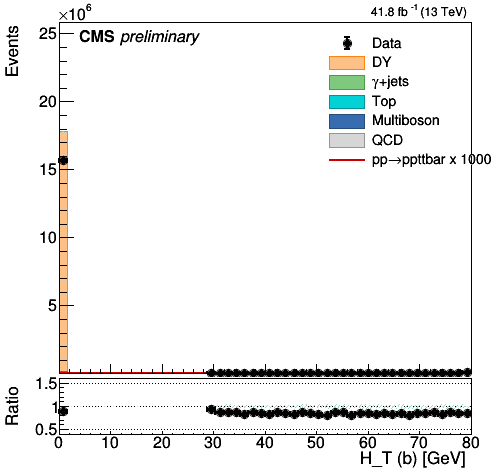 ×10⁶
41.8 fb⁻¹ (13 TeV)
CMS preliminary
Events
25
20
15
10
5
Data
DY
γ+jets
Top
Multiboson
QCD
pp→ppttbar x 1000
Ratio
1.5
1
0.5
0 10 20 30 40 50 60 70 80
H_T (b) [GeV]